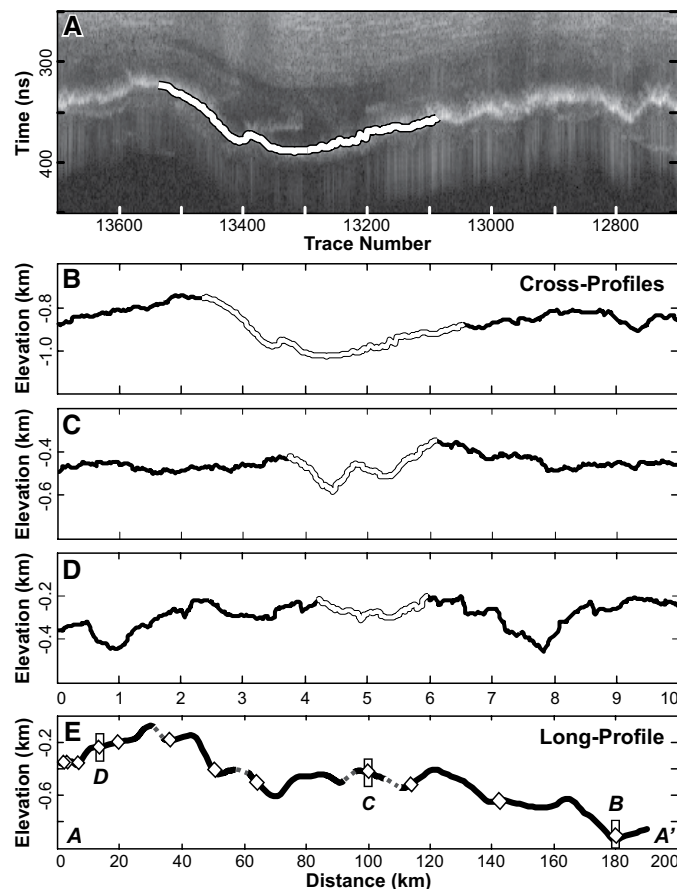 A
Time (ns)
300
400
13600
13400
13200
13000
12800
Trace Number
B
Cross-Profiles
Elevation (km)
-0.8
-1.0
C
Elevation (km)
-0.4
-0.6
D
Elevation (km)
-0.2
-0.4
0 1 2 3 4 5 6 7 8 9 10
E
Long-Profile
Elevation (km)
-0.2
-0.6
D
C
B
A
A'
0 20 40 60 80 100 120 140 160 180 200
Distance (km)